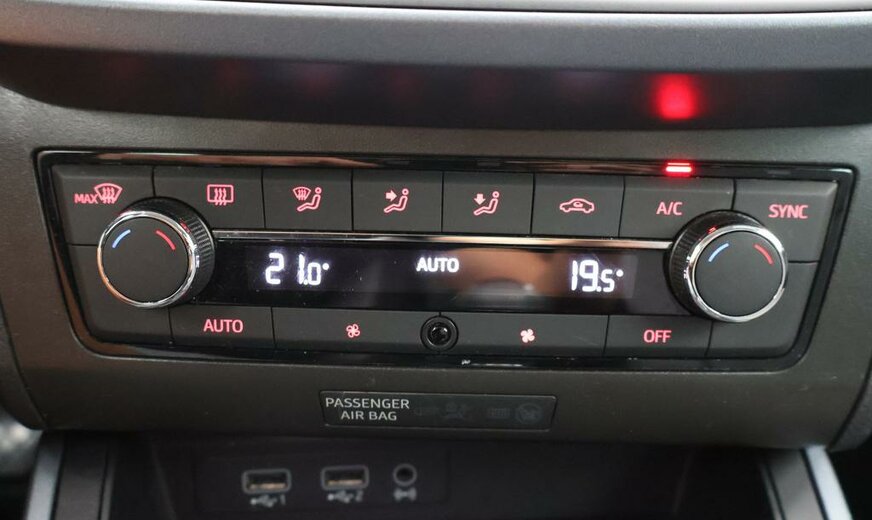 MAX
A/C
SYNC
21.0°
AUTO
19.5°
AUTO
OFF
PASSENGER
AIR BAG
1
2